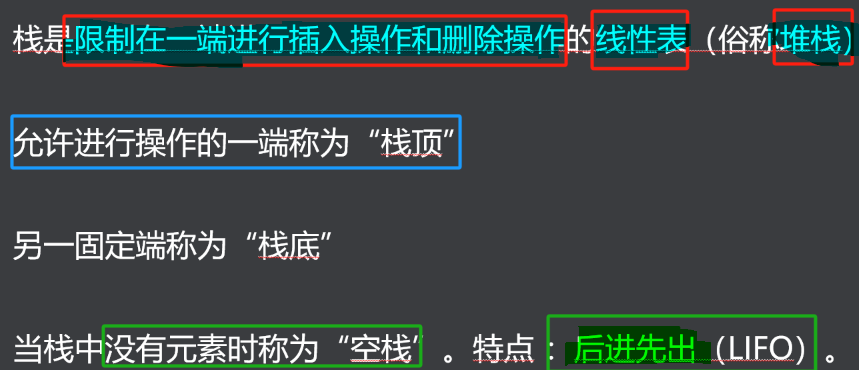 栈是限制在一端进行插入操作和删除操作的线性表（俗称堆栈）
允许进行操作的一端称为“栈顶”
另一固定端称为“栈底”
当栈中没有元素时称为“空栈”。特点：后进先出（LIFO）。